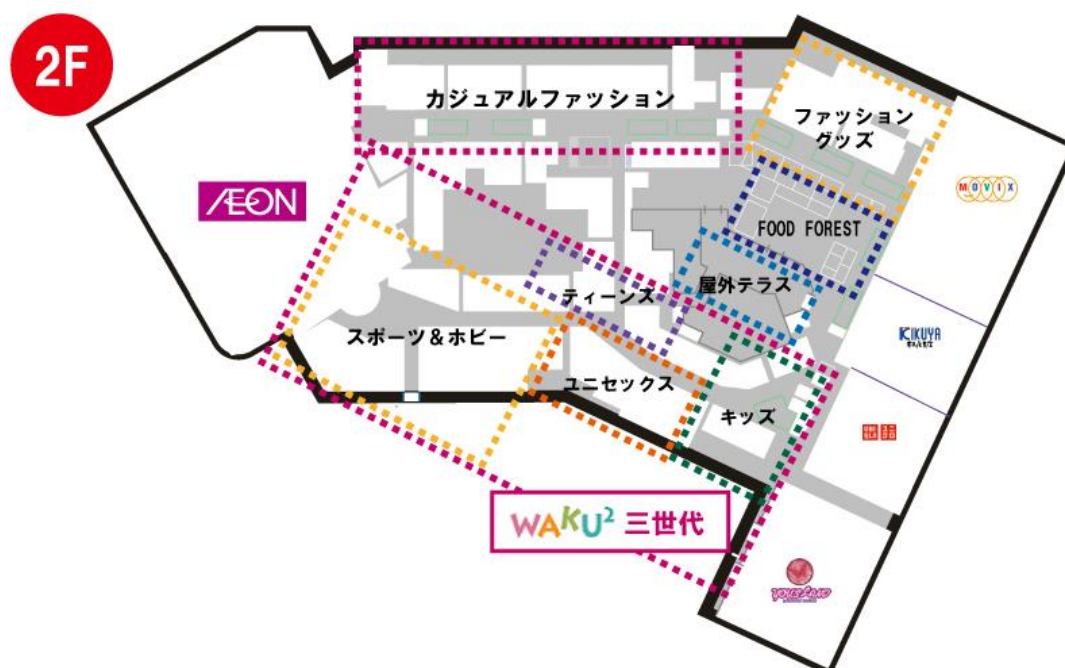 2F
カジュアルファッション
ファッション
グッズ
ÆON
MOVIX
FOOD FOREST
屋外テラス
ティーンズ
スポーツ&ホビー
KIKUYA
ユニセックス
キッズ
WAKU² 三世代